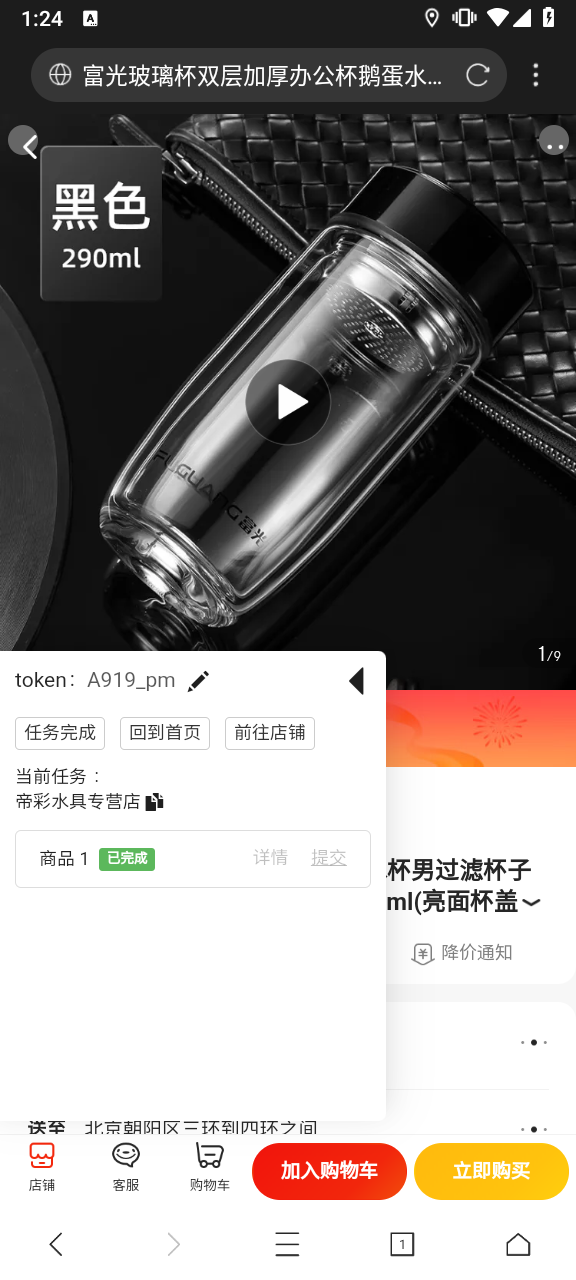 1:24
A
富光玻璃杯双层加厚办公杯鹅蛋水...
黑色
290ml
FUGUANG富光
1/9
token: A919_pm
任务完成 回到首页 前往店铺
当前任务：
帝彩水具专营店
商品 1 已完成 详情 提交
杯男过滤杯子
ml(亮面杯盖
降价通知
送至 北京朝阳区三环到四环之间
店铺 客服 购物车 加入购物车 立即购买
1